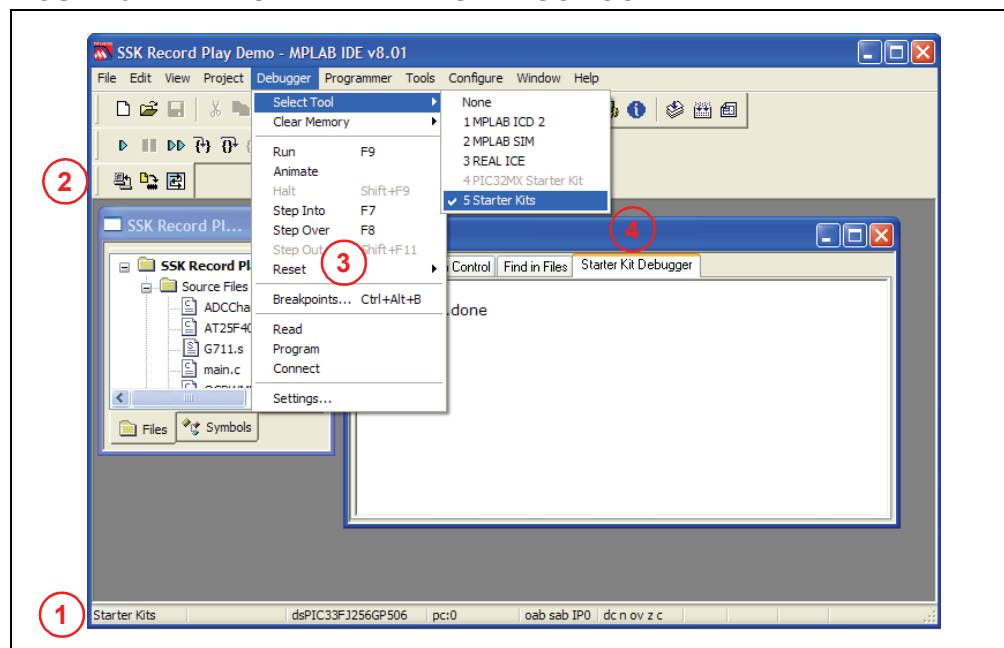 SSK Record Play Demo - MPLAB IDE v8.01
File Edit View Project Debugger Programmer Tools Configure Window Help
Select Tool
Clear Memory
Run F9
Animate
Halt Shift+F9
Step Into F7
Step Over F8
Step Out Shift+F11
Reset
Breakpoints... Ctrl+Alt+B
Read
Program
Connect
Settings...
None
1 MPLAB ICD 2
2 MPLAB SIM
3 REAL ICE
4 PIC32MX Starter Kit
5 Starter Kits
2
3
4
SSK Record Pl...
SSK Record Pl
Source Files
ADCCha
AT25F40
G711.s
main.c
Files Symbols
Control Find in Files Starter Kit Debugger
.done
1
Starter Kits dsPIC33FJ256GP506 pc:0 oab sab IP0 dc n ov z c